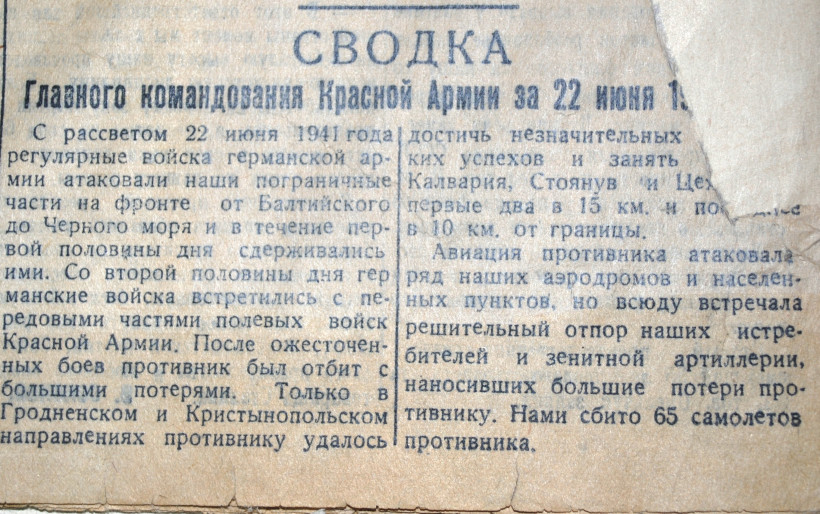 СВОДКА
Главного командования Красной Армии за 22 июня
С рассветом 22 июня 1941 года
регулярные войска германской ар-
мии атаковали наши пограничные
части на фронте от Балтийского
до Черного моря и в течение пер-
вой половины дня сдерживались
ими. Со второй половины дня гер
манские войска встретились с пе-
редовыми частями полевых войск
Красной Армии. После ожесточен-
ных боев противник был отбит с
большими потерями. Только в
Гродненском и Кристынопольском
направлениях противнику удалось
достичь незначительных
ких успехов и занять
Калвария, Стоянув и
первые два в 15 км. и
в 10 км. от границы.
Авиация противника атаковала
ряд наших аэродромов и населен-
ных пунктов, но всюду встречала
решительный отпор наших истре-
бителей и зенитной артиллерии,
наносивших большие потери про-
тивнику. Нами сбито 65 самолетов
противника.